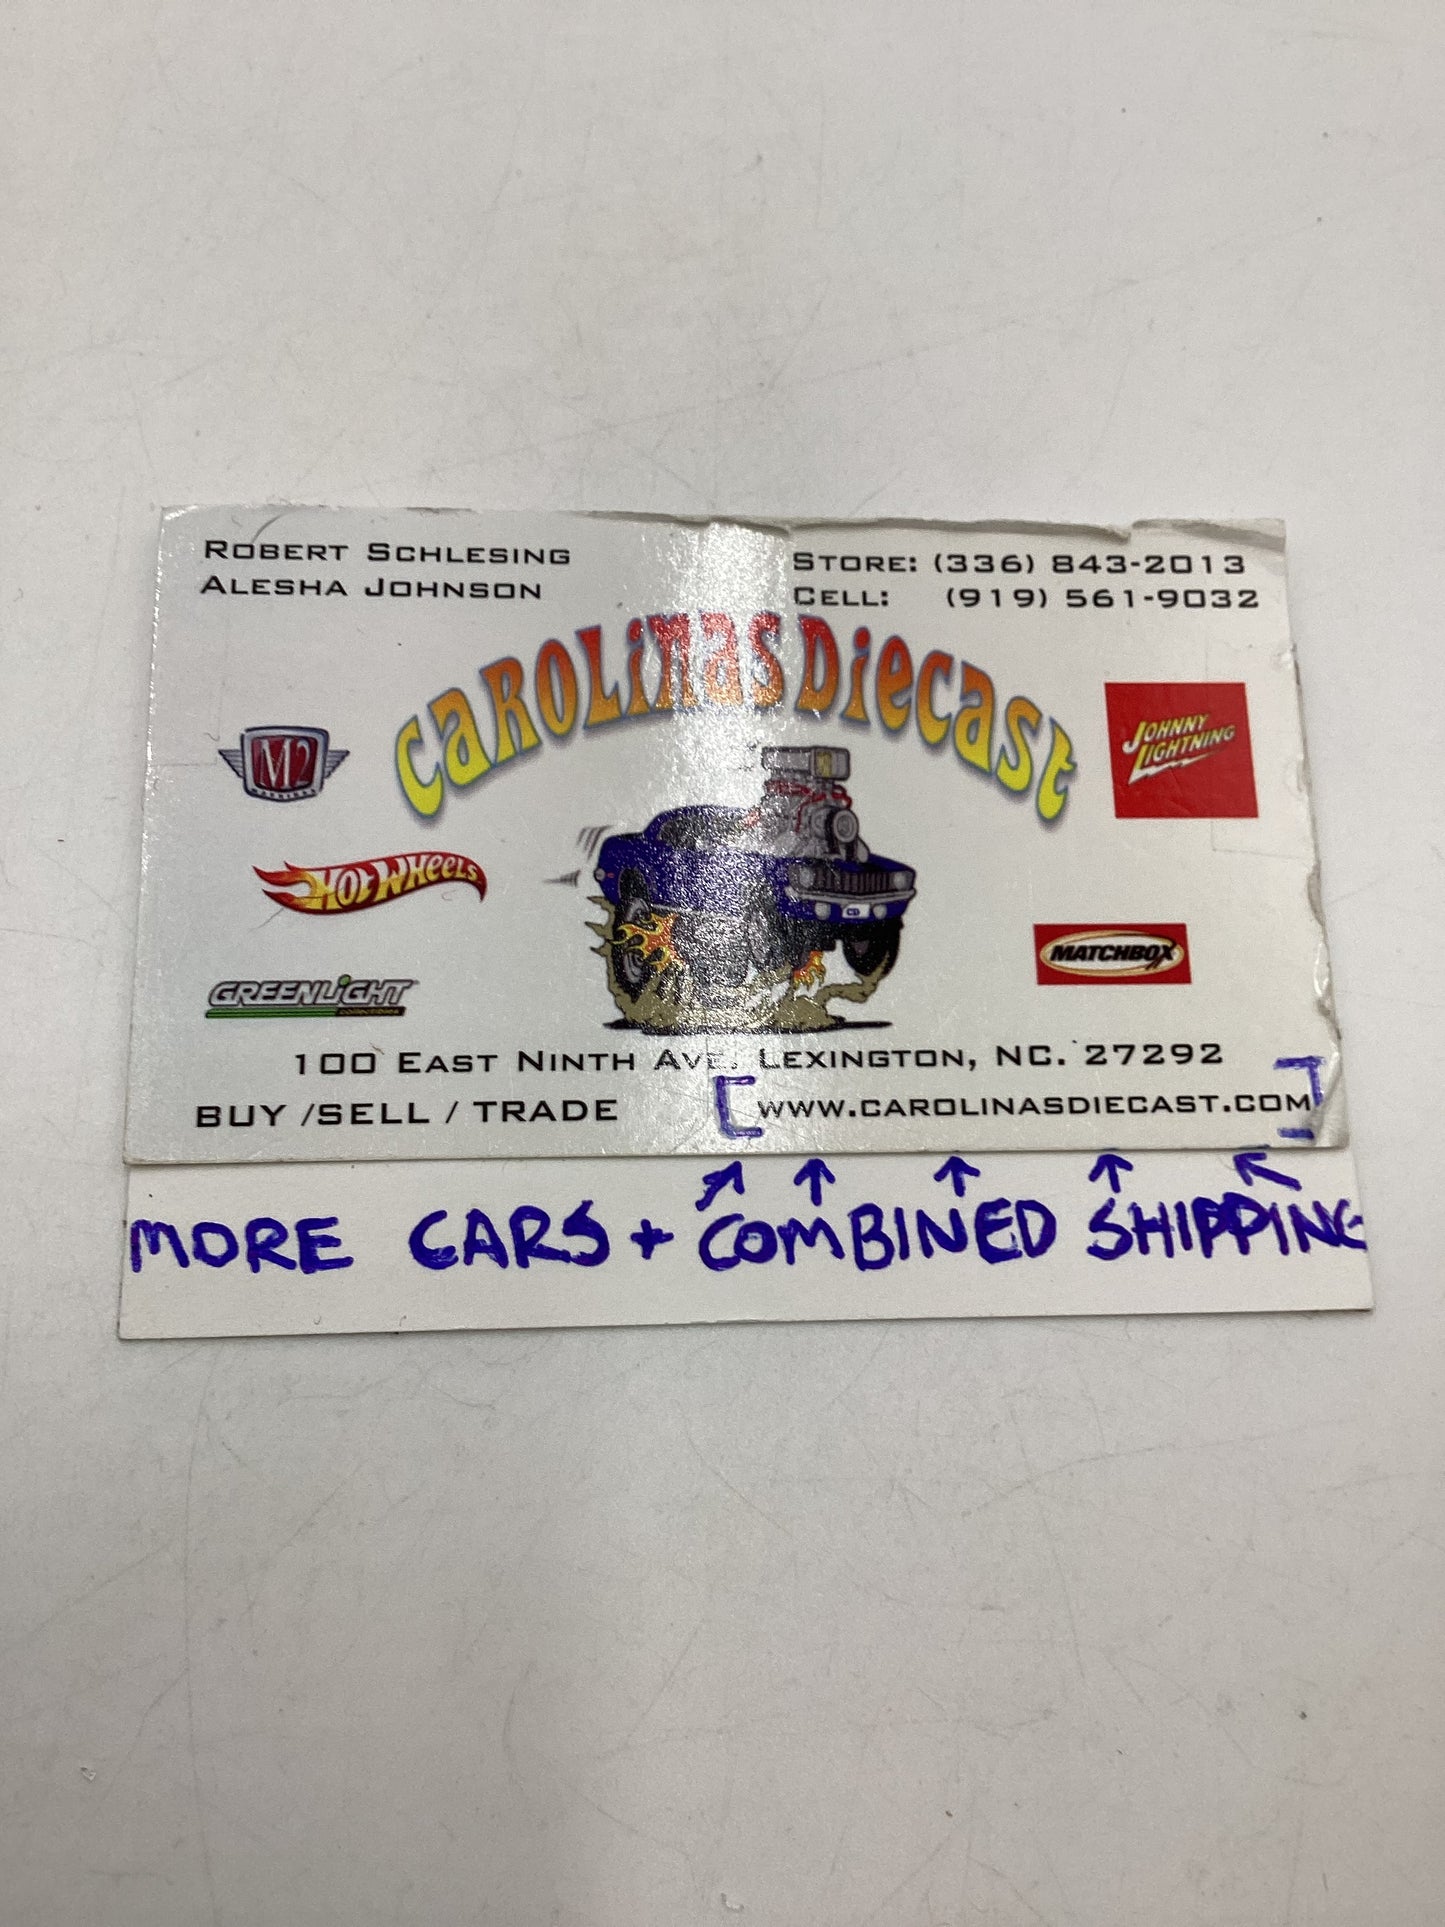 ROBERT SCHLESING
ALESHA JOHNSON
STORE: (336) 843-2013
CELL: (919) 561-9032
CAROLINAS DIECAST
M2
MACHINES
JOHNNY LIGHTNING
HOT WHEELS
MATCHBOX
GREENLIGHT
collectibles
100 EAST NINTH AVE. LEXINGTON, NC. 27292
BUY /SELL / TRADE
WWW.CAROLINASDIECAST.COM
MORE CARS + COMBINED SHIPPING